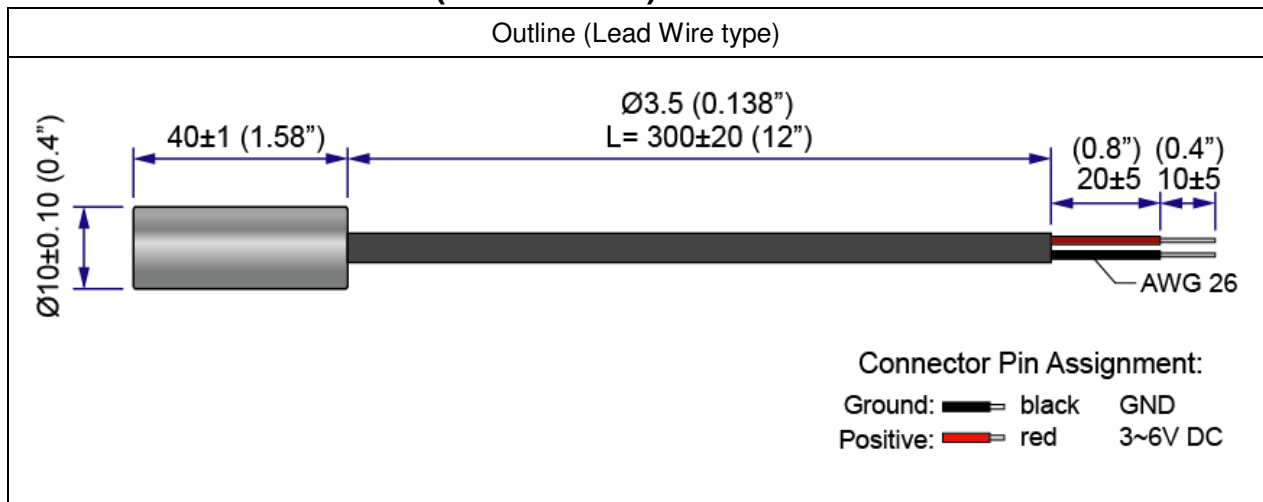 Outline (Lead Wire type)
Ø3.5 (0.138”)
40±1 (1.58”)
L= 300±20 (12”)
(0.8”) (0.4”)
20±5 10±5
Ø10±0.10 (0.4”)
AWG 26
Connector Pin Assignment:
Ground: black GND
Positive: red 3~6V DC